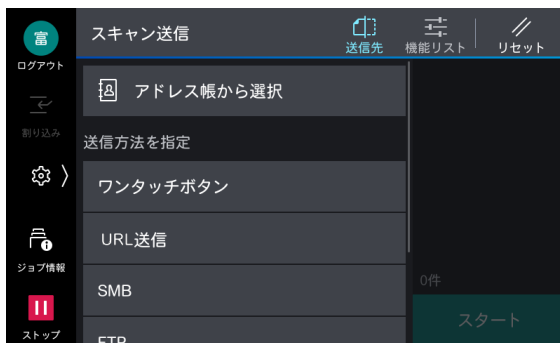 富
ログアウト
割り込み
ジョブ情報
ストップ
スキャン送信
送信先
機能リスト
リセット
アドレス帳から選択
送信方法を指定
ワンタッチボタン
URL送信
SMB
FTP
0件
スタート